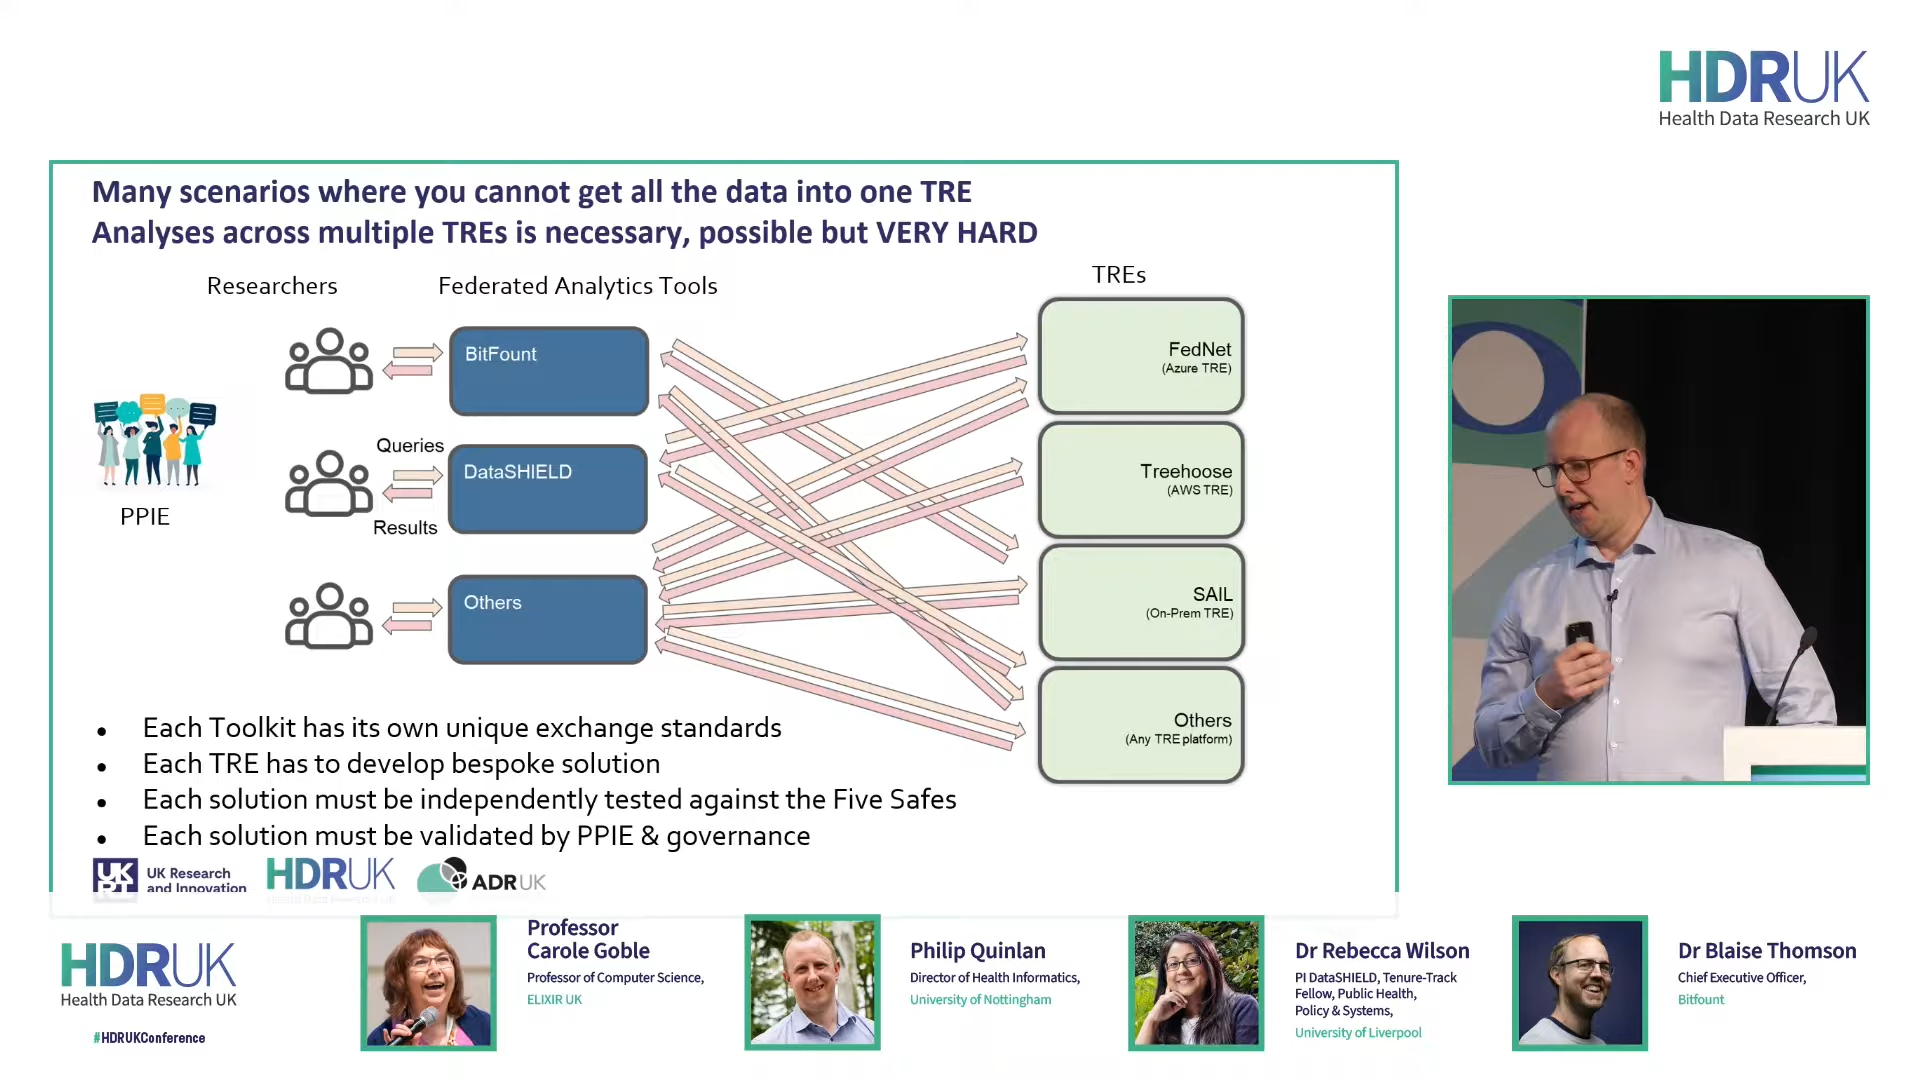 HDRUK
Health Data Research UK
Many scenarios where you cannot get all the data into one TRE
Analyses across multiple TREs is necessary, possible but VERY HARD
Researchers
Federated Analytics Tools
TREs
BitFount
FedNet
(Azure TRE)
Queries
DataSHIELD
Treehoose
(AWS TRE)
PPIE
Results
Others
SAIL
(On-Prem TRE)
Others
(Any TRE platform)
Each Toolkit has its own unique exchange standards
Each TRE has to develop bespoke solution
Each solution must be independently tested against the Five Safes
Each solution must be validated by PPIE & governance
UK
RI
UK Research
and Innovation
HDRUK
ADRUK
HDRUK
Health Data Research UK
#HDRUKConference
Professor
Carole Goble
Professor of Computer Science,
ELIXIR UK
Philip Quinlan
Director of Health Informatics,
University of Nottingham
Dr Rebecca Wilson
PI DataSHIELD, Tenure-Track
Fellow, Public Health,
Policy & Systems,
University of Liverpool
Dr Blaise Thomson
Chief Executive Officer,
Bitfount